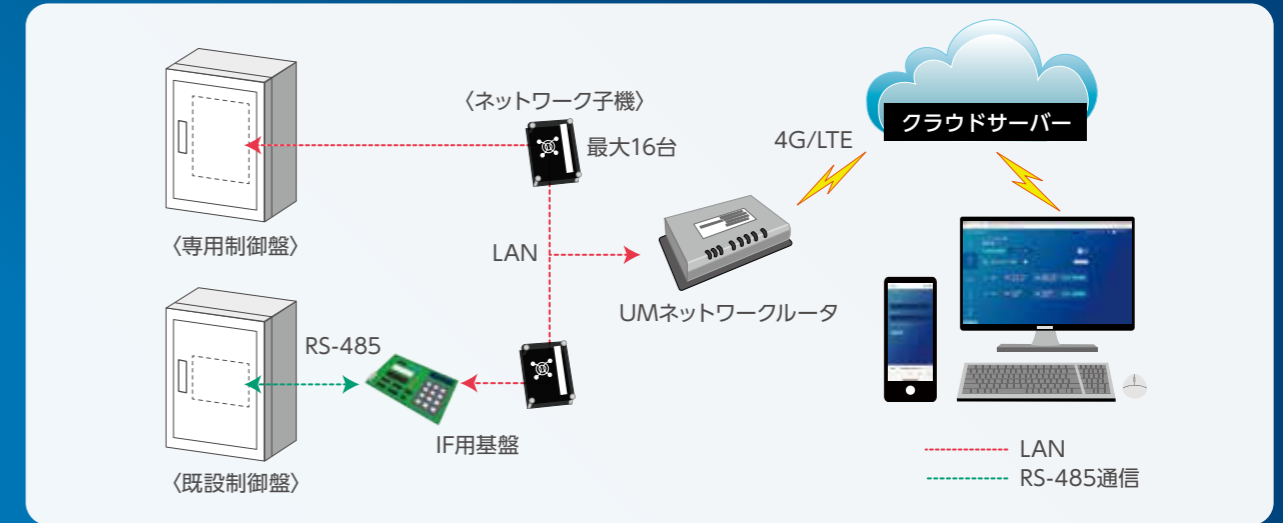 〈ネットワーク子機〉
最大16台
4G/LTE
クラウドサーバー
〈専用制御盤〉
LAN
UMネットワークルータ
RS-485
IF用基盤
〈既設制御盤〉
LAN
RS-485通信